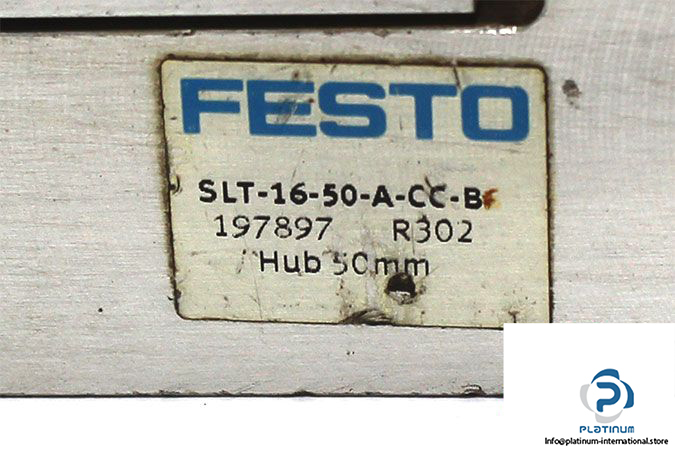 FESTO
SLT-16-50-A-CC-B
197897 R302
Hub 50mm
PLATINUM
Info@platinum-international.store